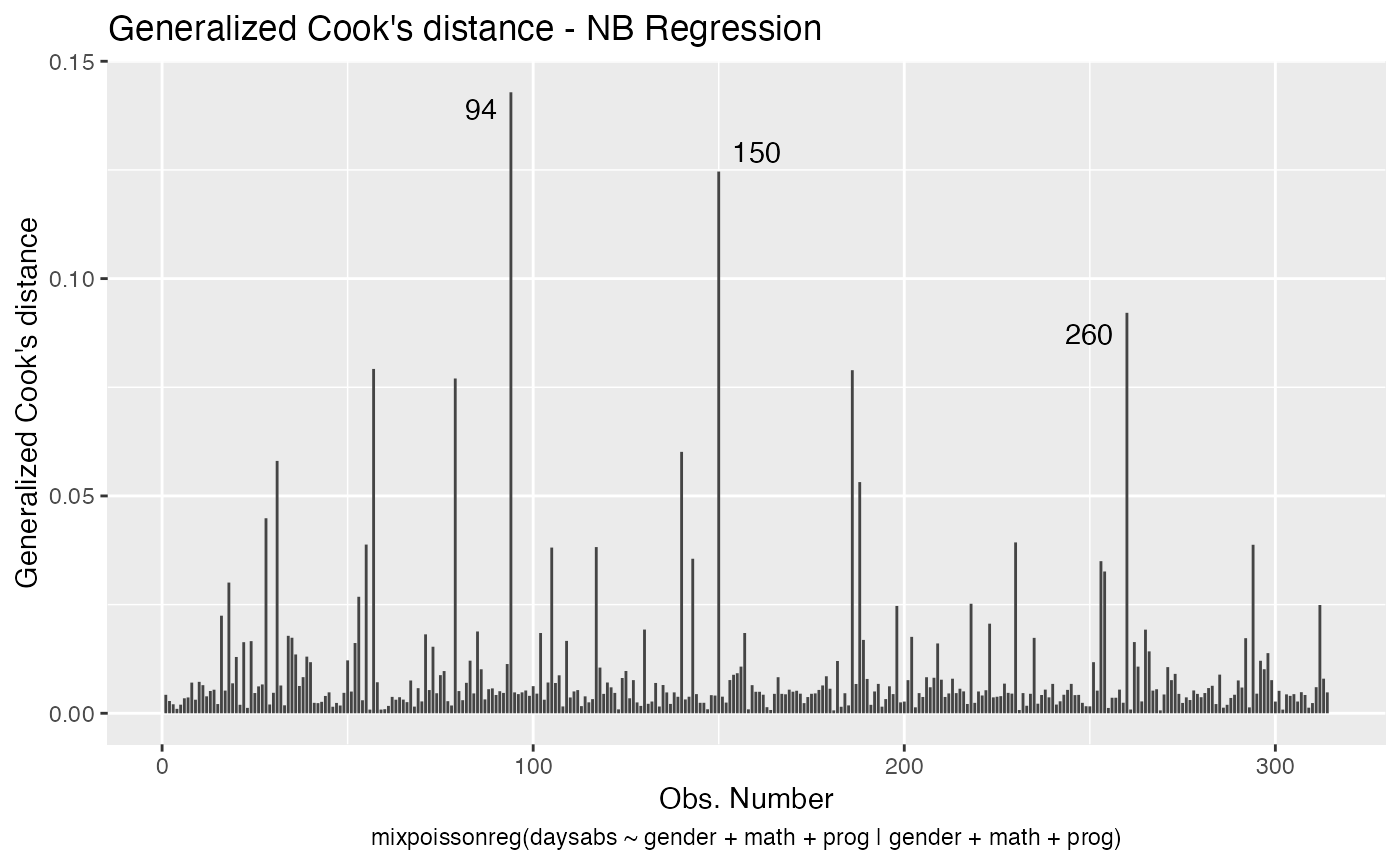 Generalized Cook's distance - NB Regression
0.15
94
150
0.10
260
Generalized Cook's distance
0.05
0.00
0 100 200 300
Obs. Number
mixpoissonreg(daysabs ~ gender + math + prog | gender + math + prog)